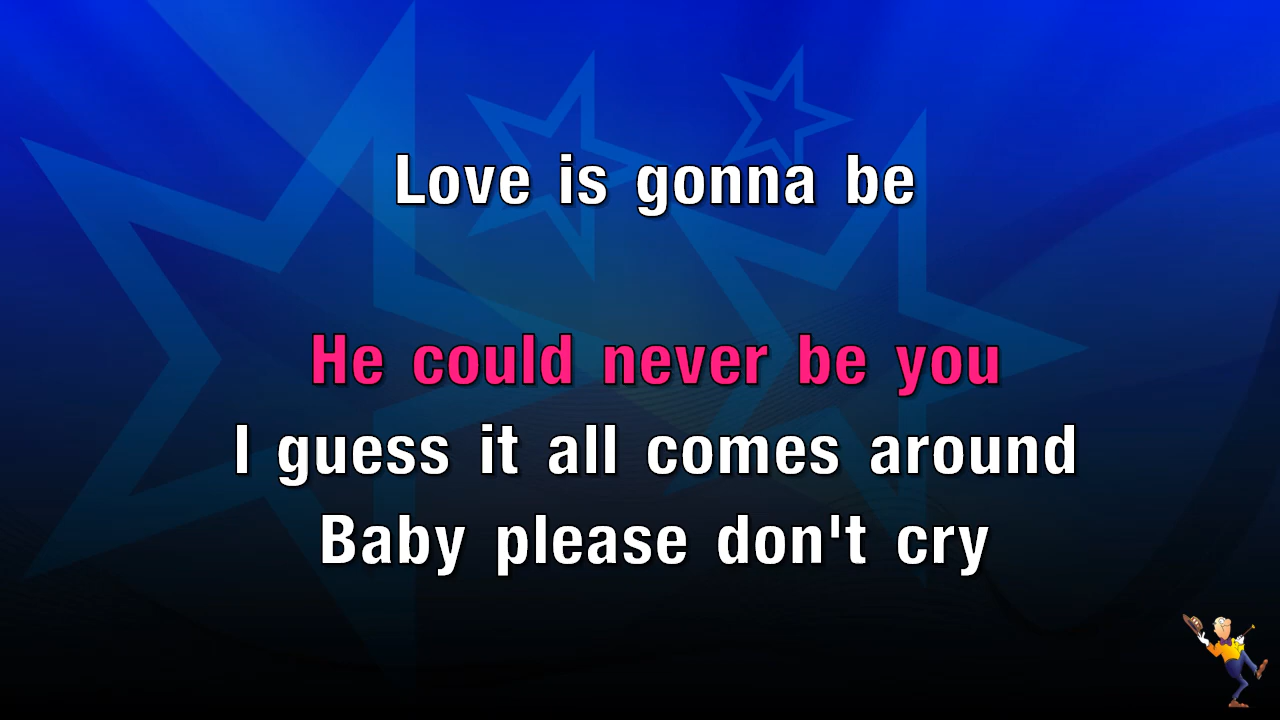 Love is gonna be
He could never be you
I guess it all comes around
Baby please don't cry